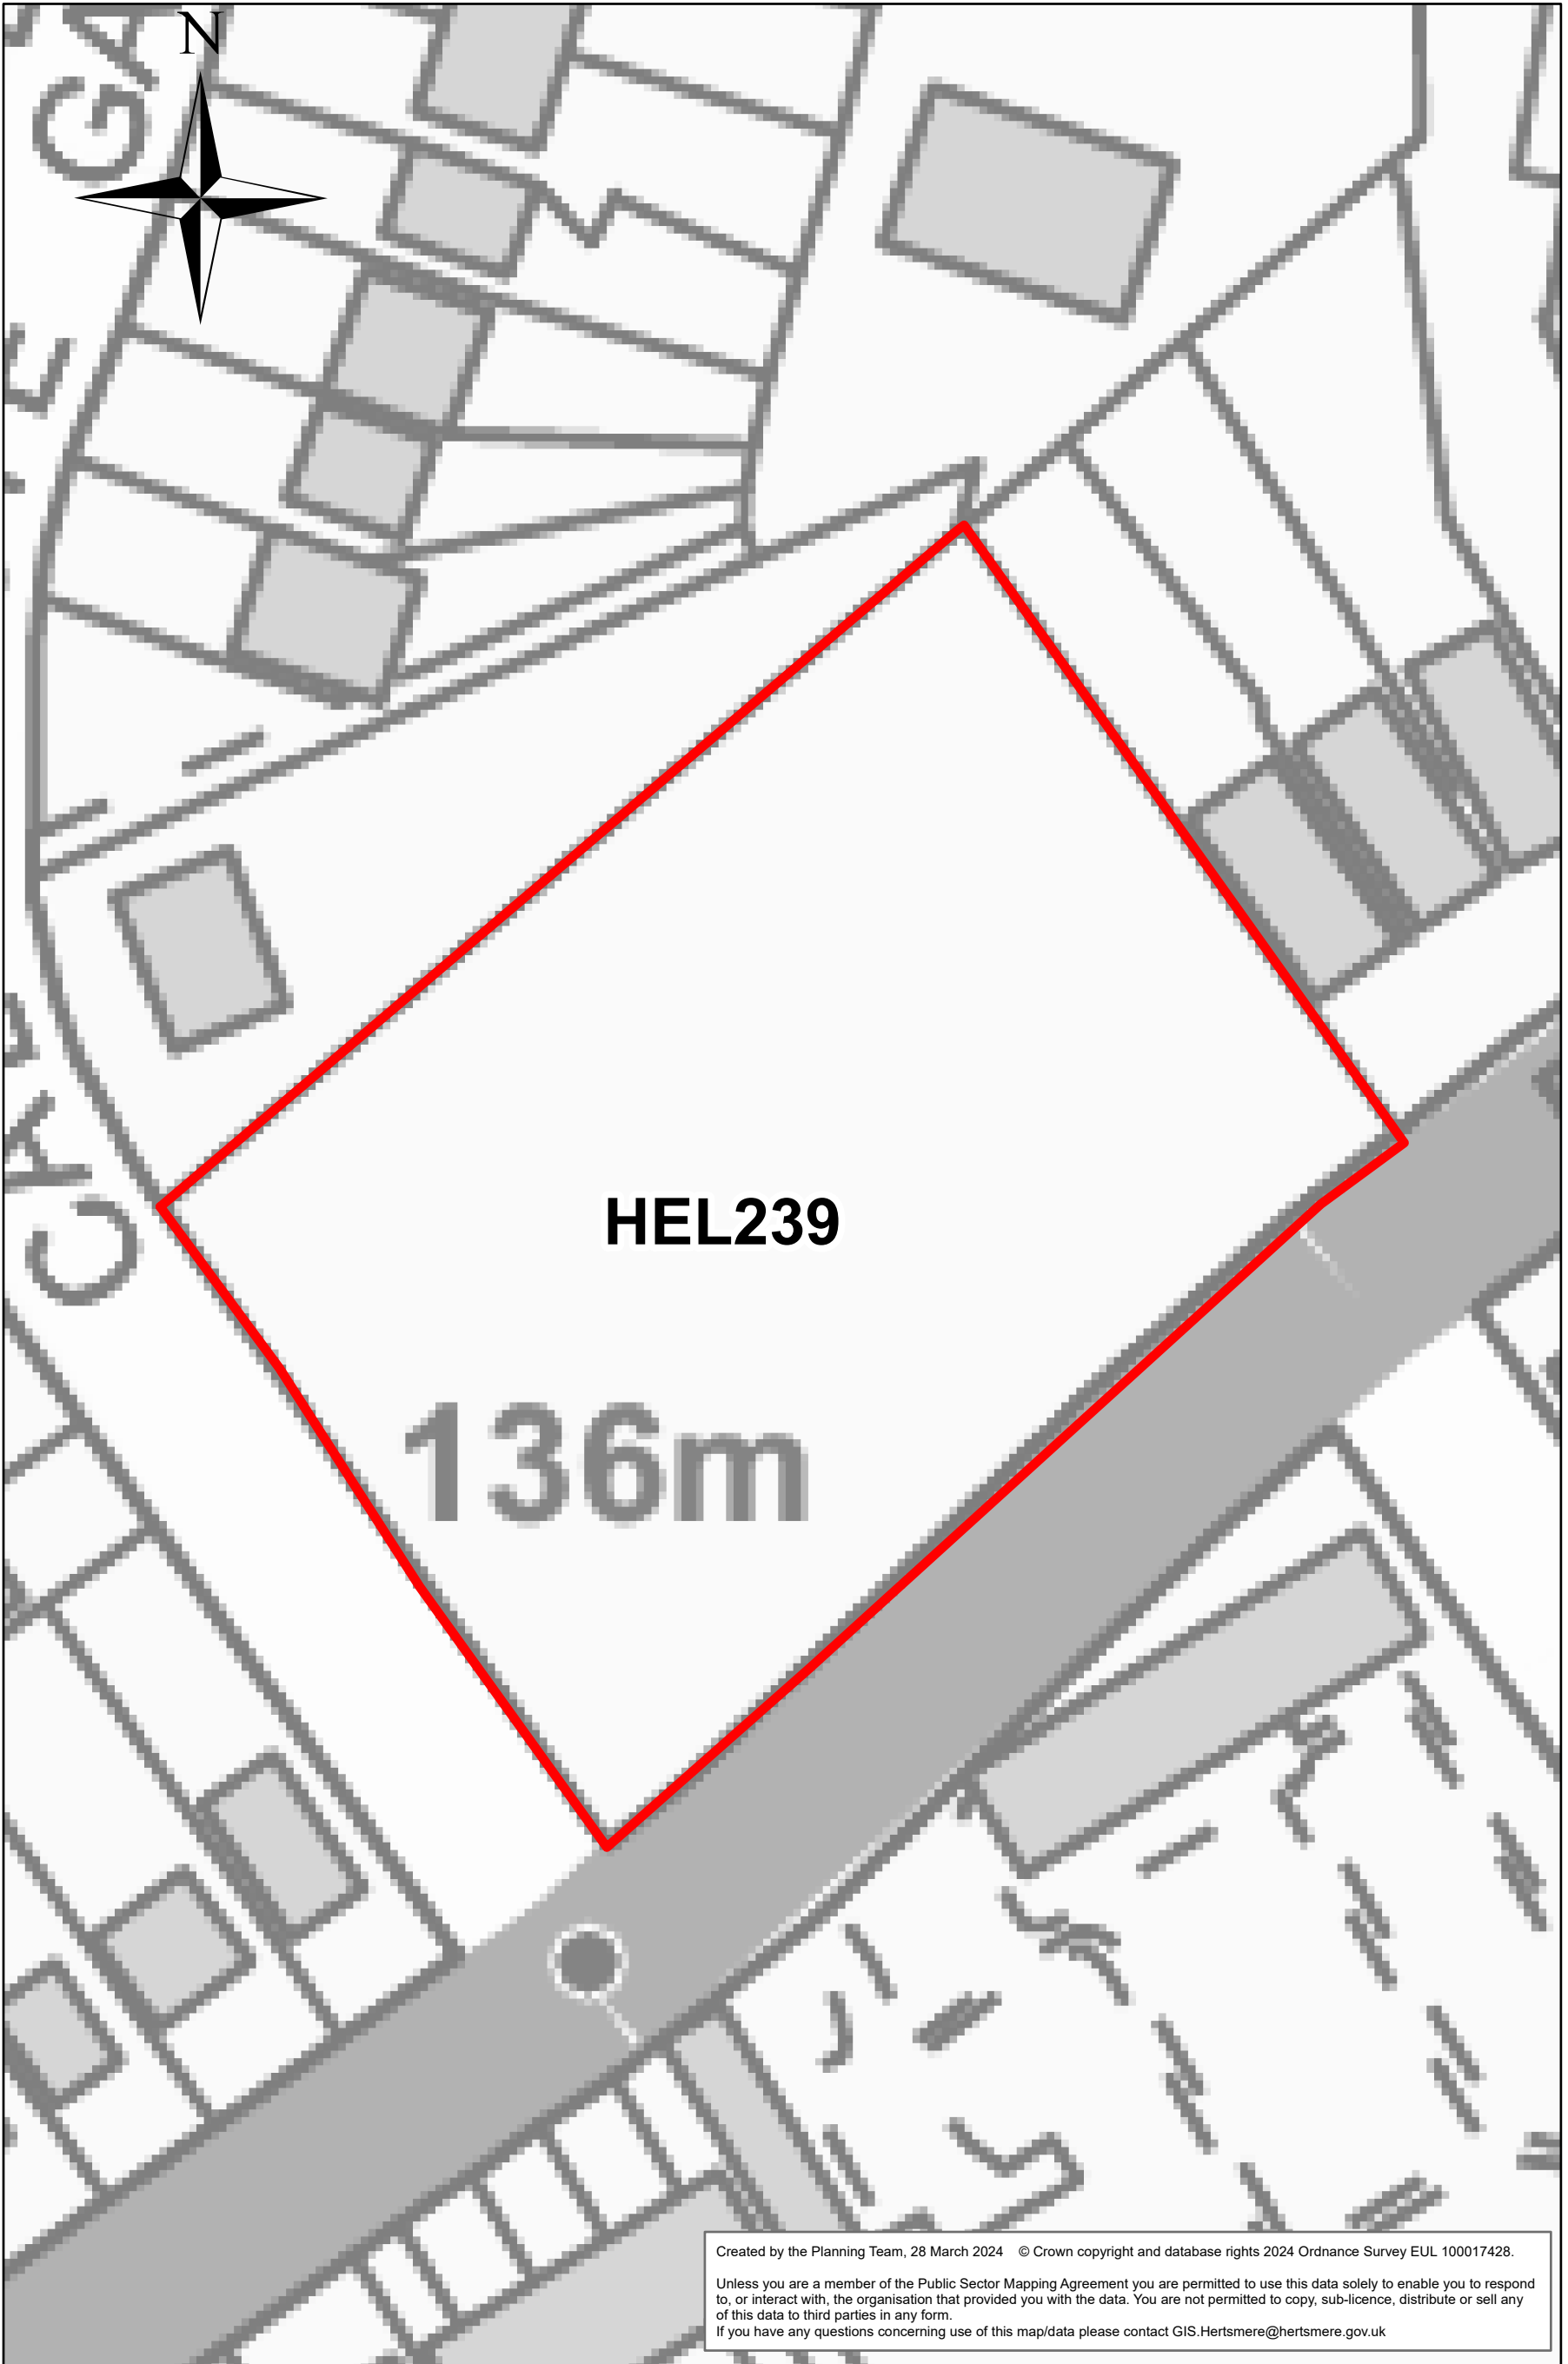 N
HEL239
136m
Created by the Planning Team, 28 March 2024 © Crown copyright and database rights 2024 Ordnance Survey EUL 100017428.
Unless you are a member of the Public Sector Mapping Agreement you are permitted to use this data solely to enable you to respond
to, or interact with, the organisation that provided you with the data. You are not permitted to copy, sub-licence, distribute or sell any
of this data to third parties in any form.
If you have any questions concerning use of this map/data please contact GIS.Hertsmere@hertsmere.gov.uk